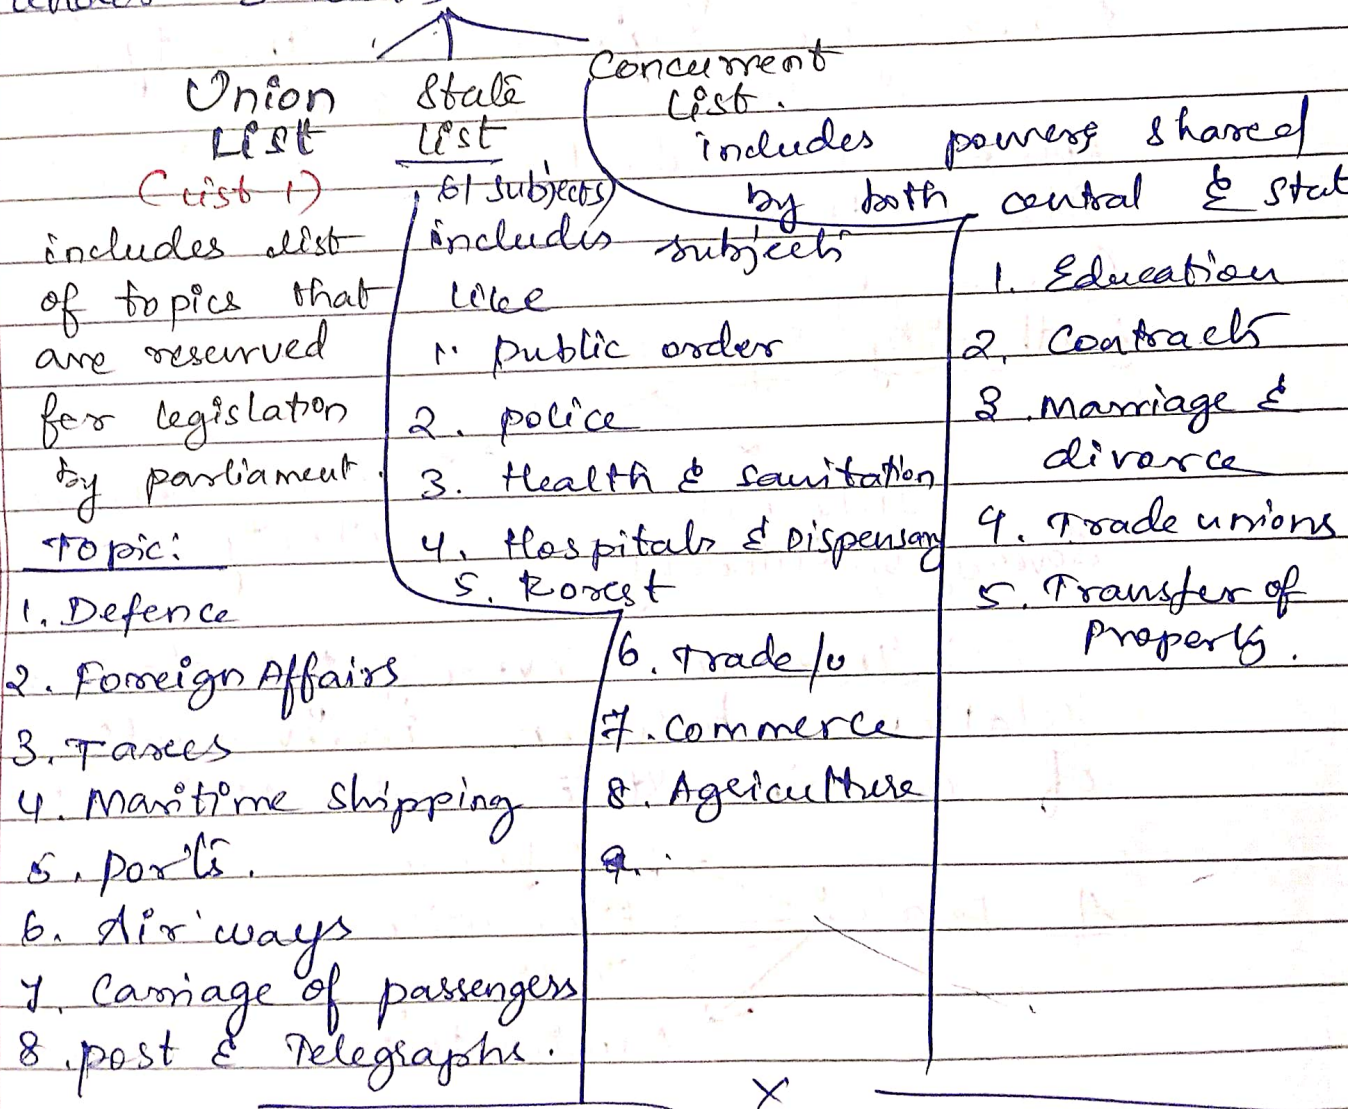 Union
List
(List 1)
includes list
of topics that
are reserved
for legislation
by parliament.
Topic:
1. Defence
2. Foreign Affairs
3. Taxes
4. Maritime Shipping
5. Ports.
6. Airways
7. Carriage of passengers
8. post & Telegraphs.
State
List
61 subjects)
includes subjects
like
1. public order
2. police
3. Health & sanitation
4. Hospitals & Dispensary
5. Forest
6. Trade
7. Commerce
8. Agriculture
9.
Concurrent
List.
includes powers shared
by both central & stat
1. Education
2. Contracts
3. Marriage &
divorce
4. Trade unions
5. Transfer of
Property.
X